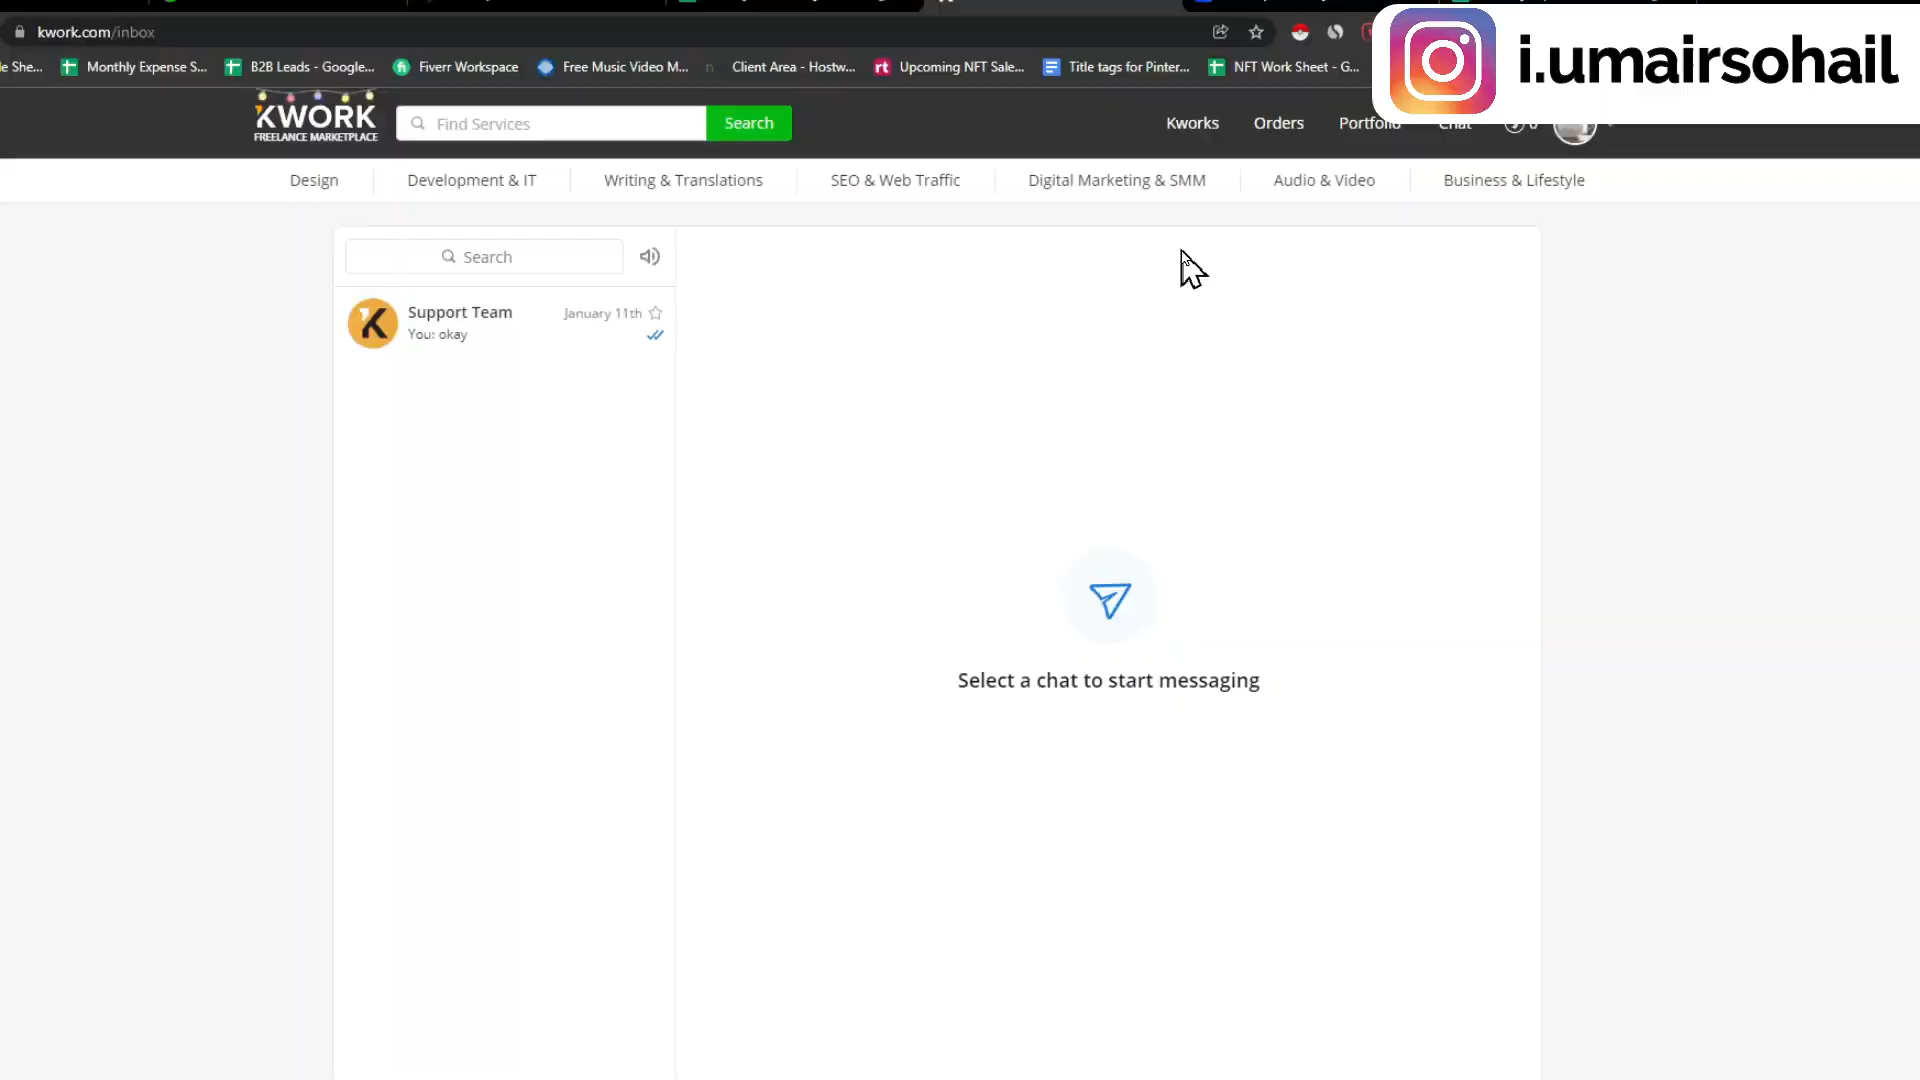 kwork.com/inbox
i.umairsohail
e She...
Monthly Expense S...
B2B Leads - Google...
Fiverr Workspace
Free Music Video M...
Client Area - Hostw...
rt
Upcoming NFT Sale...
Title tags for Pinter...
NFT Work Sheet - G...
KWORK
FREELANCE MARKETPLACE
Find Services
Search
Kworks
Orders
Portfolio
Chat
Design
Development & IT
Writing & Translations
SEO & Web Traffic
Digital Marketing & SMM
Audio & Video
Business & Lifestyle
Search
Support Team
January 11th
You: okay
Select a chat to start messaging